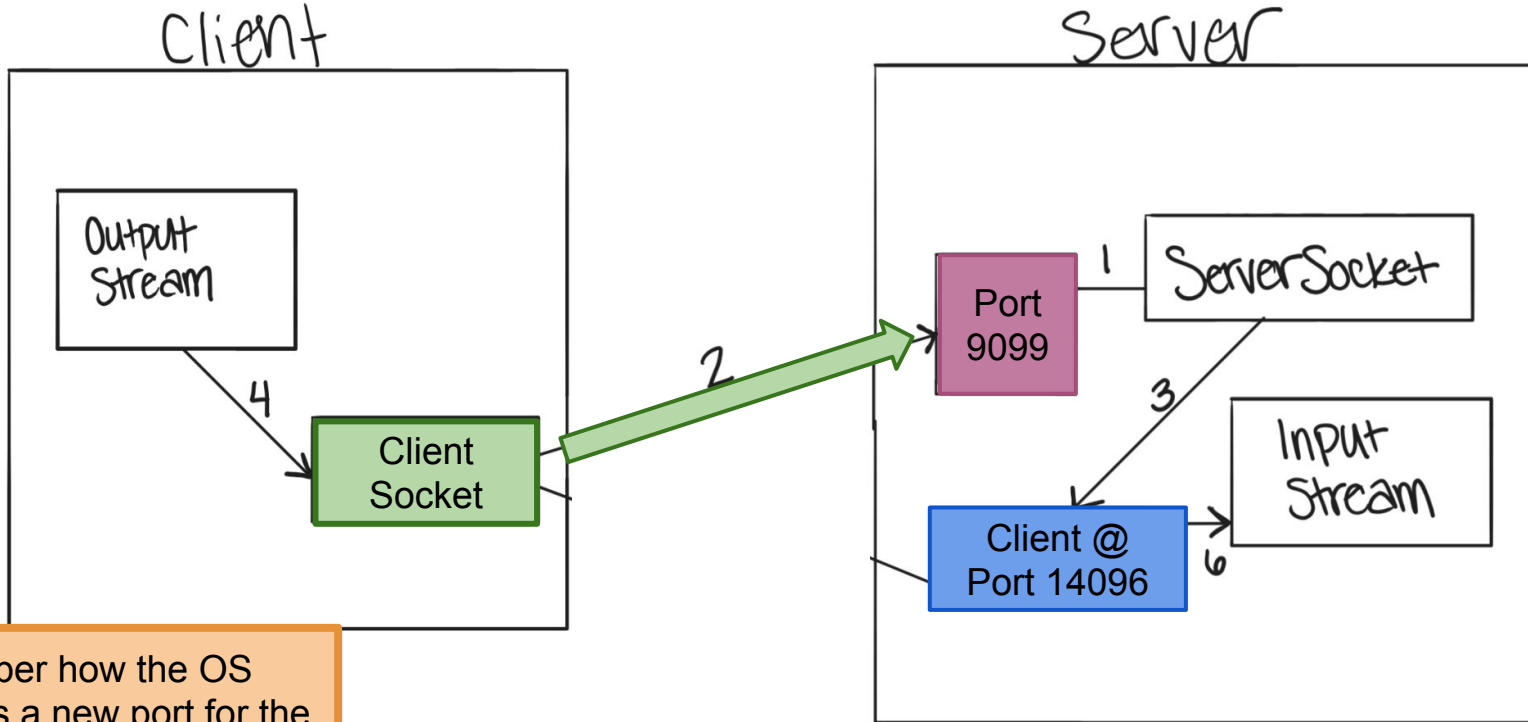 Client
Server
Output
Stream
4
Client
Socket
2
Port
9099
1
ServerSocket
3
Input
Stream
Client @
Port 14096
6
how the OS
a new port for the